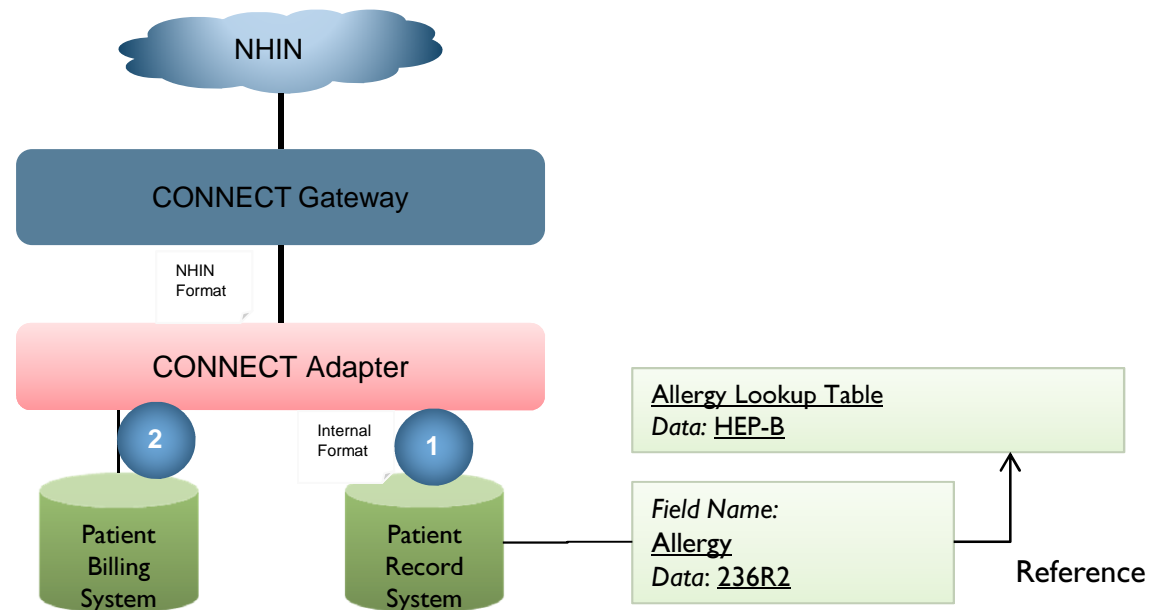 NHIN
CONNECT Gateway
NHIN
Format
CONNECT Adapter
2
Internal
Format
1
Patient
Billing
System
Patient
Record
System
Allergy Lookup Table
Data: HEP-B
Field Name:
Allergy
Data: 236R2
Reference